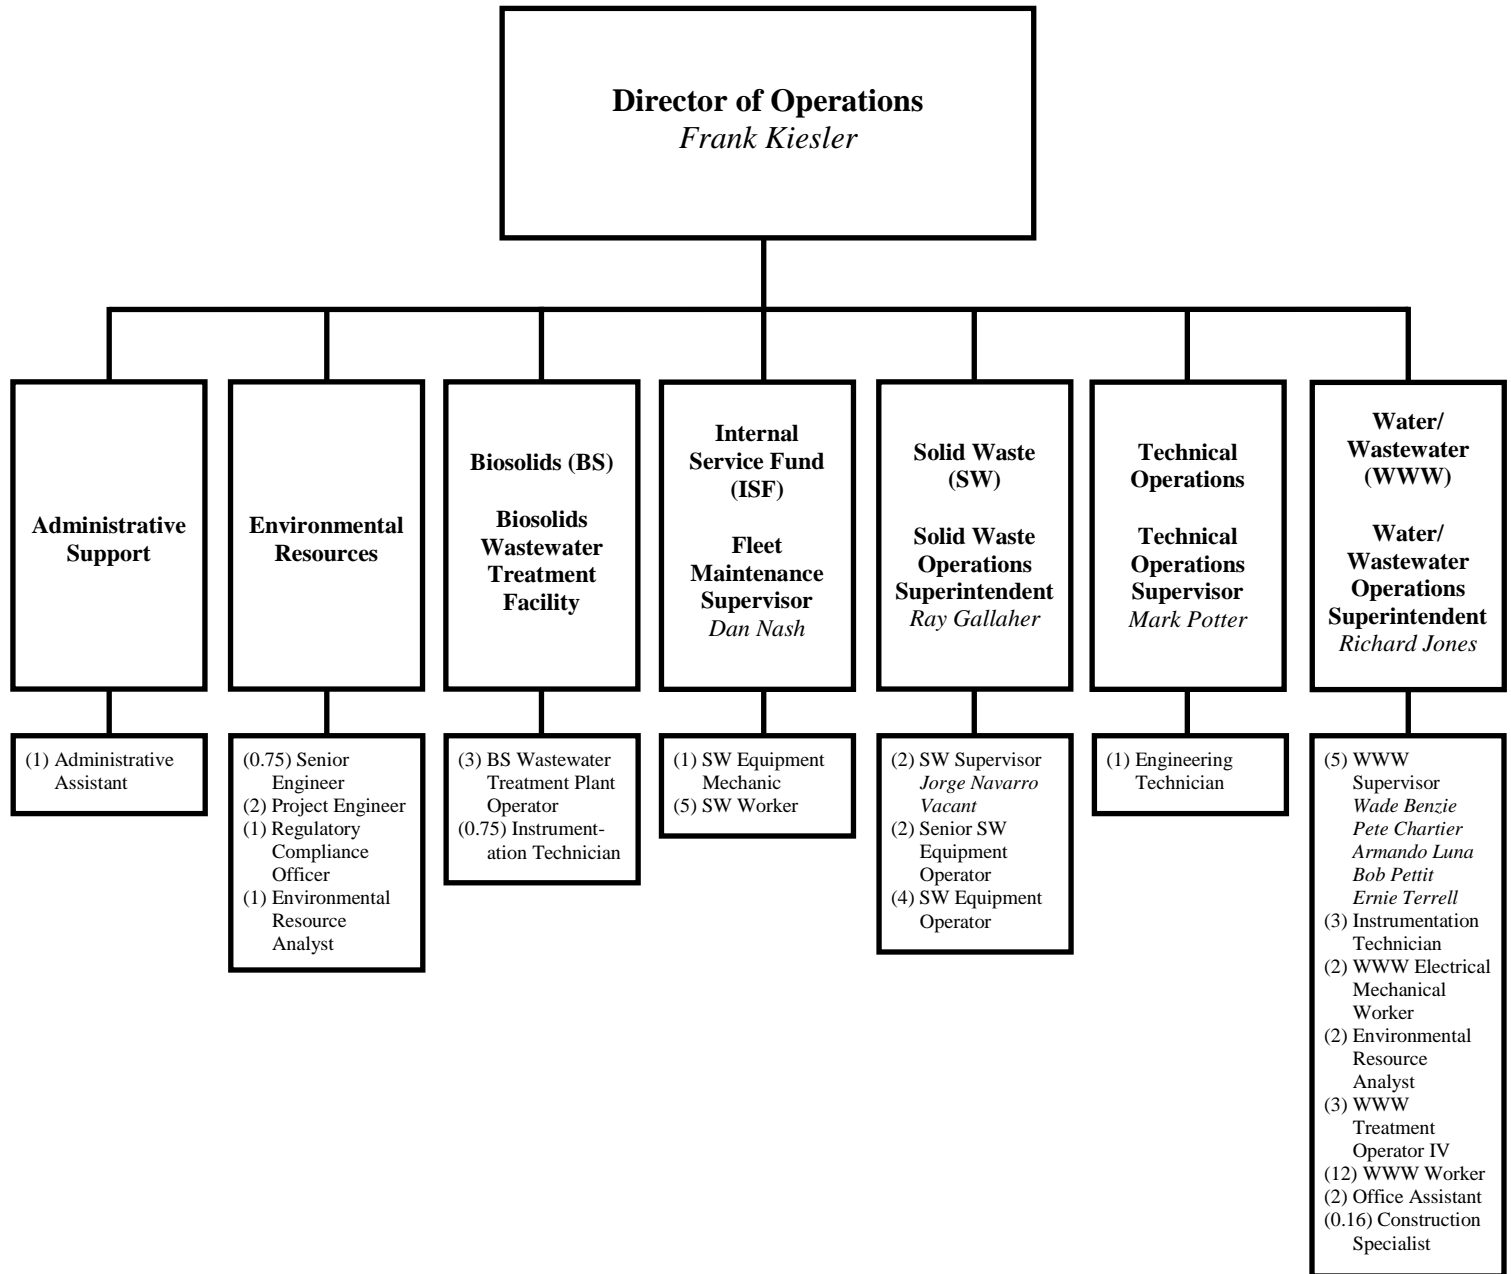 Director of Operations
Frank Kiesler
Administrative
Support
Environmental
Resources
Biosolids (BS)
Biosolids
Wastewater
Treatment
Facility
Internal
Service Fund
(ISF)
Fleet
Maintenance
Supervisor
Dan Nash
Solid Waste
(SW)
Solid Waste
Operations
Superintendent
Ray Gallaher
Technical
Operations
Technical
Operations
Supervisor
Mark Potter
Water/
Wastewater
(WWW)
Water/
Wastewater
Operations
Superintendent
Richard Jones
(1) Administrative
Assistant
(0.75) Senior
Engineer
(2) Project Engineer
(1) Regulatory
Compliance
Officer
(1) Environmental
Resource
Analyst
(3) BS Wastewater
Treatment Plant
Operator
(0.75) Instrument-
ation Technician
(1) SW Equipment
Mechanic
(5) SW Worker
(2) SW Supervisor
Jorge Navarro
Vacant
(2) Senior SW
Equipment
Operator
(4) SW Equipment
Operator
(1) Engineering
Technician
(5) WWW
Supervisor
Wade Benzie
Pete Chartier
Armando Luna
Bob Pettit
Ernie Terrell
(3) Instrumentation
Technician
(2) WWW Electrical
Mechanical
Worker
(2) Environmental
Resource
Analyst
(3) WWW
Treatment
Operator IV
(12) WWW Worker
(2) Office Assistant
(0.16) Construction
Specialist